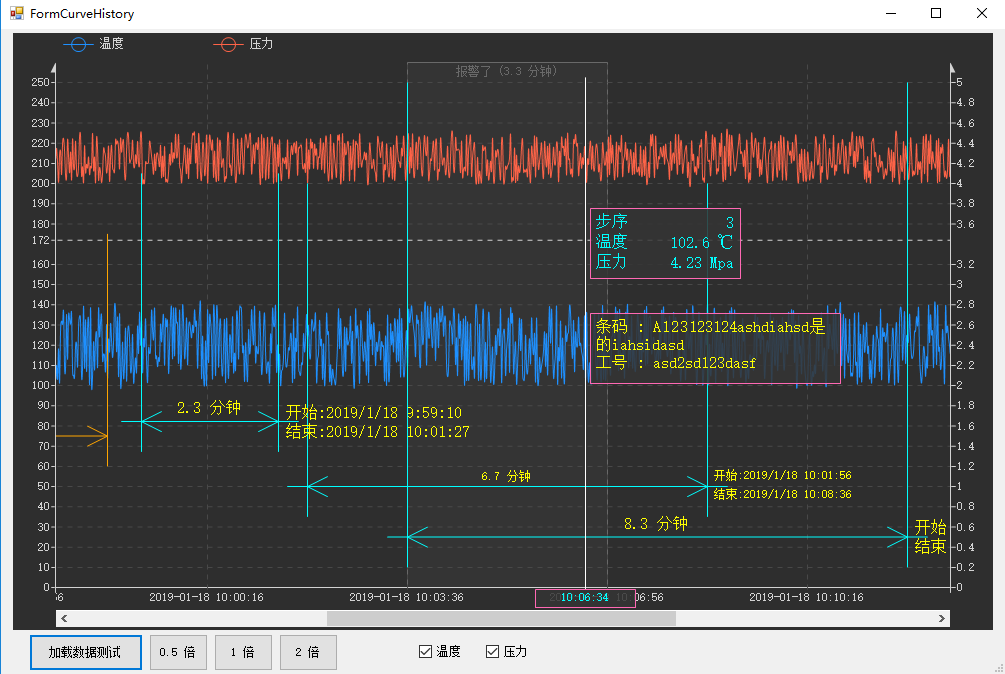 FormCurveHistory
温度
压力
报警了 (3.3 分钟)
250
240
230
220
210
200
190
180
172
160
150
140
130
120
110
100
90
80
70
60
50
40
30
20
10
0
5
4.8
4.6
4.4
4.2
4
3.8
3.6
3.2
3
2.8
2.6
2.4
2.2
2
1.8
1.6
1.4
1.2
1
0.8
0.6
0.4
0.2
0
步序 3
温度 102.6 ℃
压力 4.23 Mpa
条码 : A123123124ashdiahsd是
的iahsidasd
工号 : asd2sd123dasf
2.3 分钟
开始:2019/1/18 9:59:10
结束:2019/1/18 10:01:27
6.7 分钟
开始:2019/1/18 10:01:56
结束:2019/1/18 10:08:36
8.3 分钟
开始
结束
6
2019-01-18 10:00:16
2019-01-18 10:03:36
10:06:34
06:56
2019-01-18 10:10:16
加载数据测试
0.5 倍
1 倍
2 倍
温度
压力